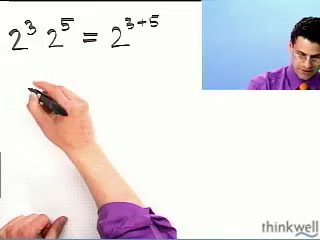 2³ 2⁵ = 2³⁺⁵
thinkwell